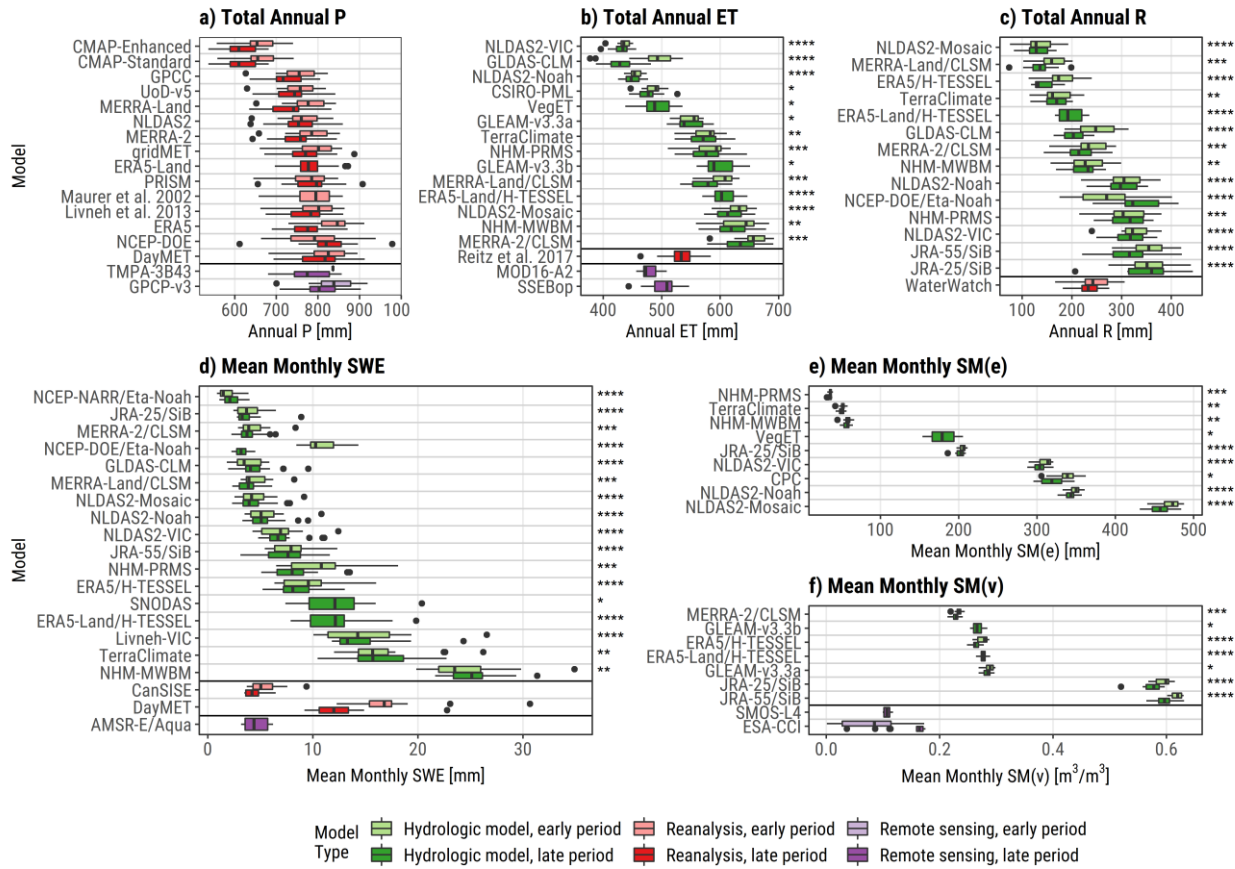 a) Total Annual P
Model
CMAP-Enhanced
CMAP-Standard
GPCC
UoD-v5
MERRA-Land
NLDAS2
MERRA-2
gridMET
ERA5-Land
PRISM
Maurer et al. 2002
Livneh et al. 2013
ERA5
NCEP-DOE
DayMET
TMPA-3B43
GPCP-v3
600 700 800 900 1000
Annual P [mm]
b) Total Annual ET
NLDAS2-VIC ****
GLDAS-CLM ****
NLDAS2-Noah ****
CSIRO-PML *
VegET *
GLEAM-v3.3a *
TerraClimate **
NHM-PRMS ***
GLEAM-v3.3b *
MERRA-Land/CLSM ***
ERA5-Land/H-TESSEL ****
NLDAS2-Mosaic ****
NHM-MWBM **
MERRA-2/CLSM ***
Reitz et al. 2017
MOD16-A2
SSEBop
400 500 600 700
Annual ET [mm]
c) Total Annual R
NLDAS2-Mosaic ****
MERRA-Land/CLSM ***
ERA5/H-TESSEL ****
TerraClimate **
ERA5-Land/H-TESSEL ****
GLDAS-CLM ****
MERRA-2/CLSM ***
NHM-MWBM **
NLDAS2-Noah ****
NCEP-DOE/Eta-Noah ****
NHM-PRMS ***
NLDAS2-VIC ****
JRA-55/SiB ****
JRA-25/SiB ****
WaterWatch
100 200 300 400
Annual R [mm]
d) Mean Monthly SWE
Model
NCEP-NARR/Eta-Noah ****
JRA-25/SiB ****
MERRA-2/CLSM ***
NCEP-DOE/Eta-Noah ****
GLDAS-CLM ****
MERRA-Land/CLSM ***
NLDAS2-Mosaic ****
NLDAS2-Noah ****
NLDAS2-VIC ****
JRA-55/SiB ****
NHM-PRMS ***
ERA5/H-TESSEL ****
SNODAS *
ERA5-Land/H-TESSEL ****
Livneh-VIC ****
TerraClimate **
NHM-MWBM **
CanSISE
DayMET
AMSR-E/Aqua
0 10 20 30
Mean Monthly SWE [mm]
e) Mean Monthly SM(e)
NHM-PRMS ***
TerraClimate **
NHM-MWBM **
VegET *
JRA-25/SiB ****
NLDAS2-VIC ****
CPC *
NLDAS2-Noah ****
NLDAS2-Mosaic ****
100 200 300 400 500
Mean Monthly SM(e) [mm]
f) Mean Monthly SM(v)
MERRA-2/CLSM ***
GLEAM-v3.3b *
ERA5/H-TESSEL ****
ERA5-Land/H-TESSEL ****
GLEAM-v3.3a *
JRA-25/SiB ****
JRA-55/SiB ****
SMOS-L4
ESA-CCI
0.0 0.2 0.4 0.6
Mean Monthly SM(v) [m³/m³]
Model Type
Hydrologic model, early period
Reanalysis, early period
Remote sensing, early period
Hydrologic model, late period
Reanalysis, late period
Remote sensing, late period